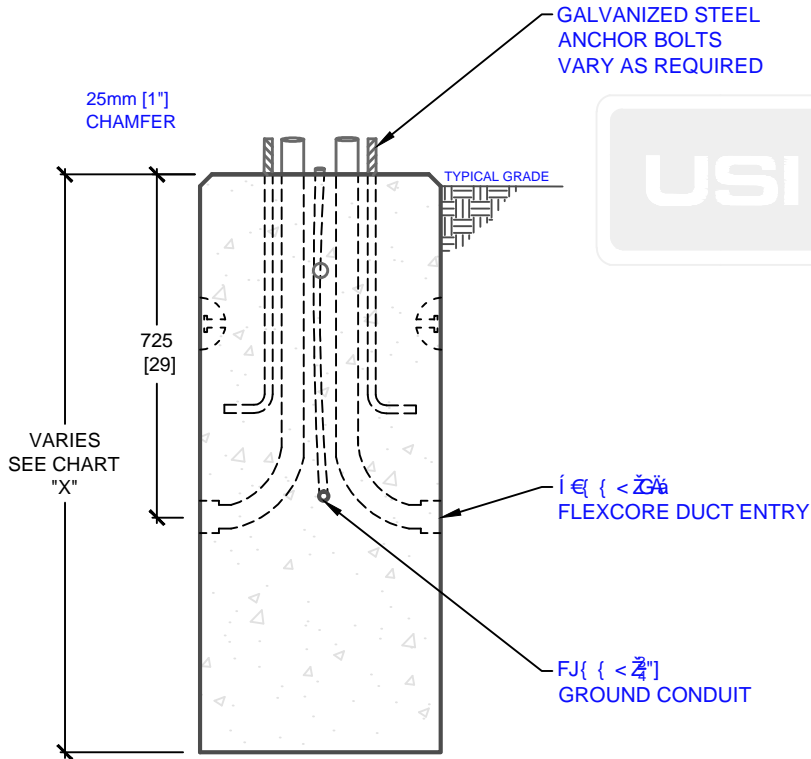 GALVANIZED STEEL
ANCHOR BOLTS
VARY AS REQUIRED
25mm [1"]
CHAMFER
TYPICAL GRADE
USI
725
[29]
VARIES
SEE CHART
"X"
FLEXCORE DUCT ENTRY
GROUND CONDUIT